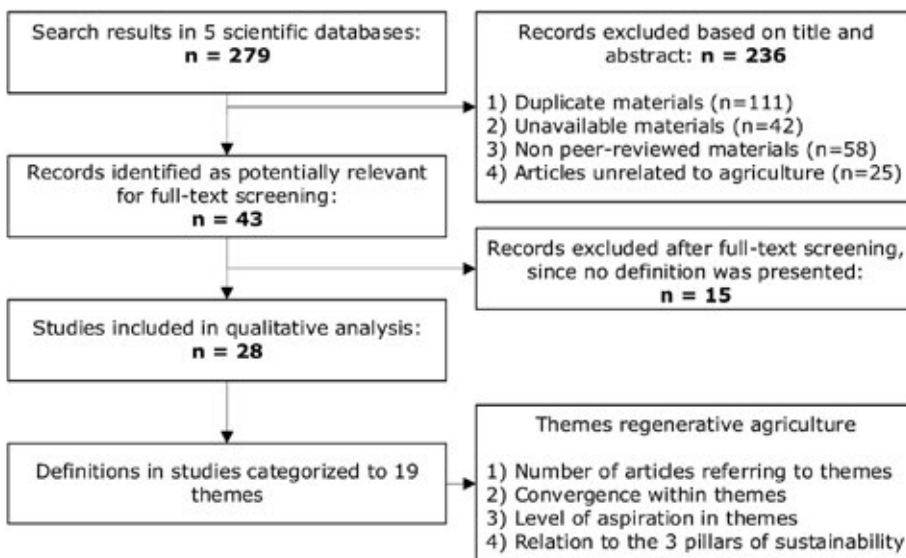 Search results in 5 scientific databases:
n = 279
Records excluded based on title and
abstract: n = 236
1) Duplicate materials (n=111)
2) Unavailable materials (n=42)
3) Non peer-reviewed materials (n=58)
4) Articles unrelated to agriculture (n=25)
Records identified as potentially relevant
for full-text screening:
n = 43
Records excluded after full-text screening,
since no definition was presented:
n = 15
Studies included in qualitative analysis:
n = 28
Definitions in studies categorized to 19
themes
Themes regenerative agriculture
1) Number of articles referring to themes
2) Convergence within themes
3) Level of aspiration in themes
4) Relation to the 3 pillars of sustainability